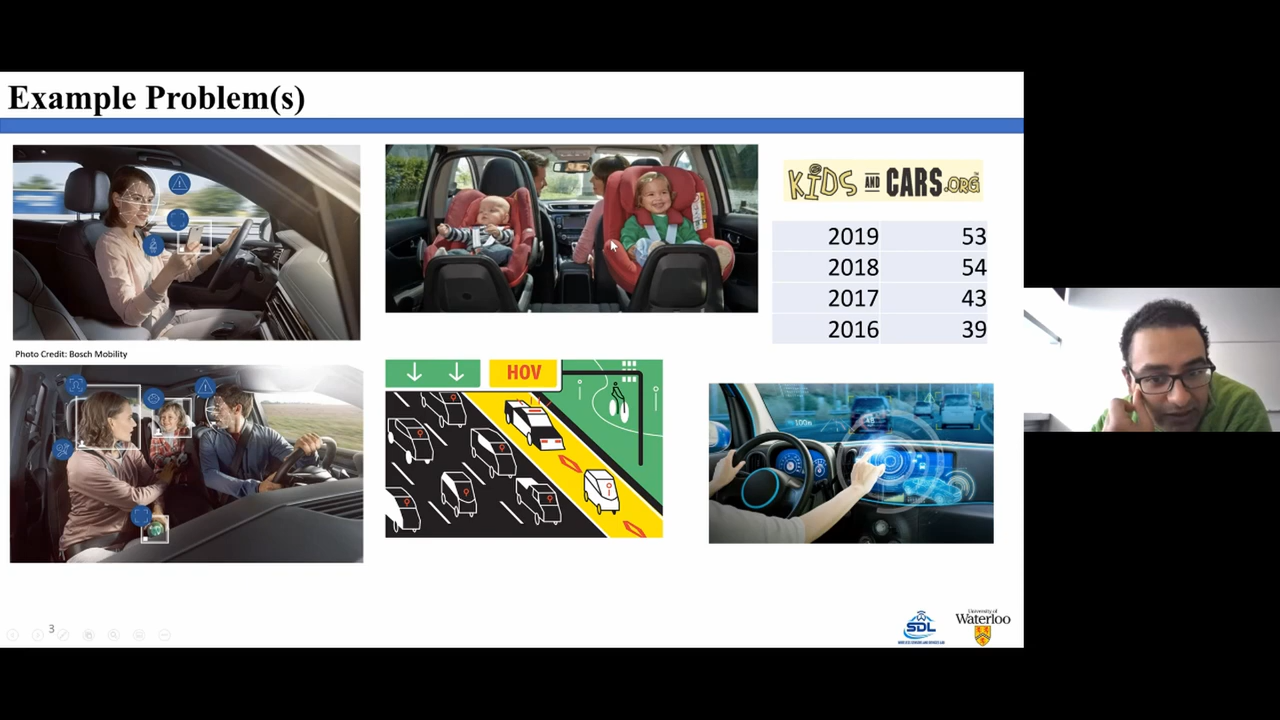 Example Problem(s)
KiDS AND CARS.ORG
2019 53
2018 54
2017 43
2016 39
Photo Credit: Bosch Mobility
HOV
100m
3
SDL
University of
Waterloo